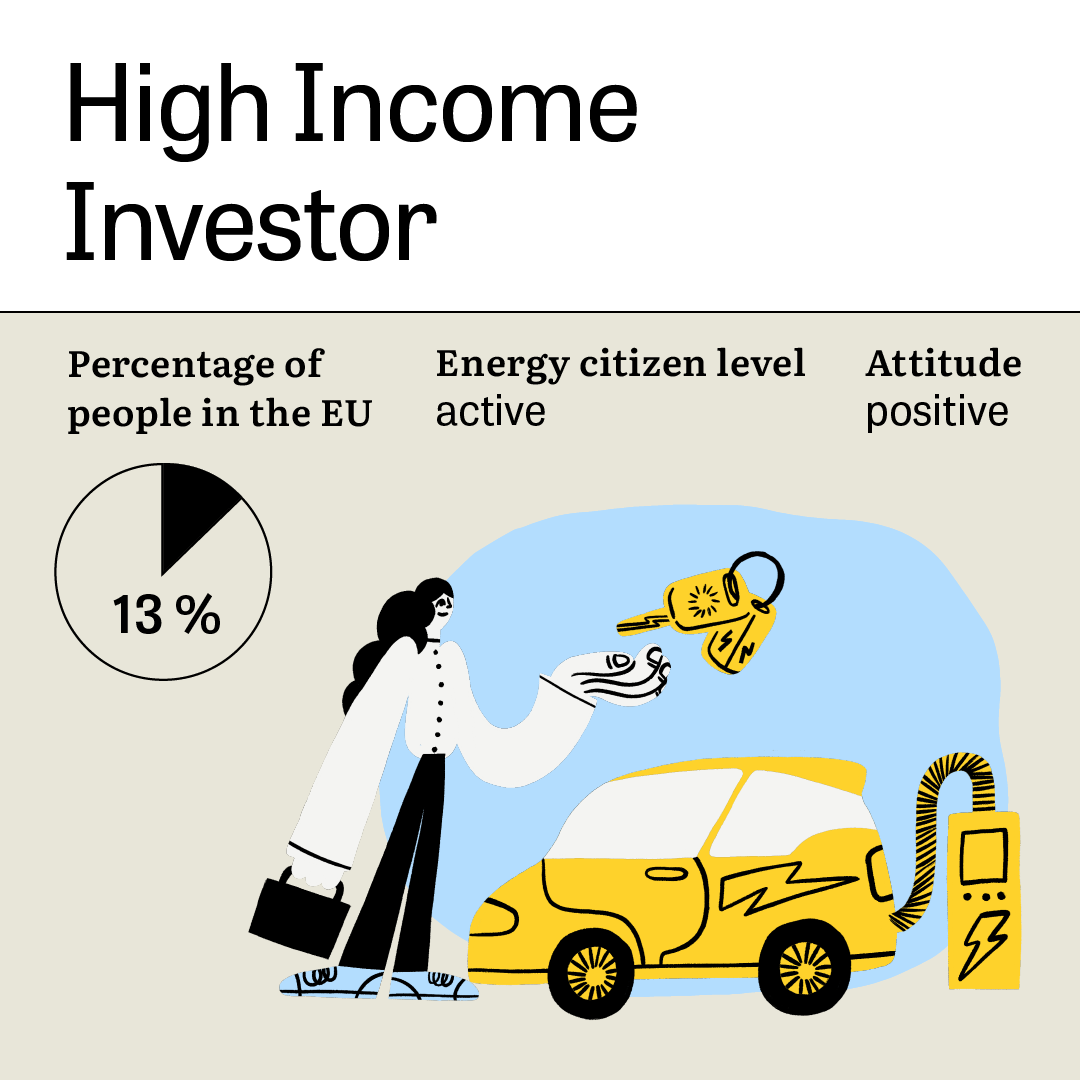 High Income
Investor
Percentage of
people in the EU
13 %
Energy citizen level
active
Attitude
positive